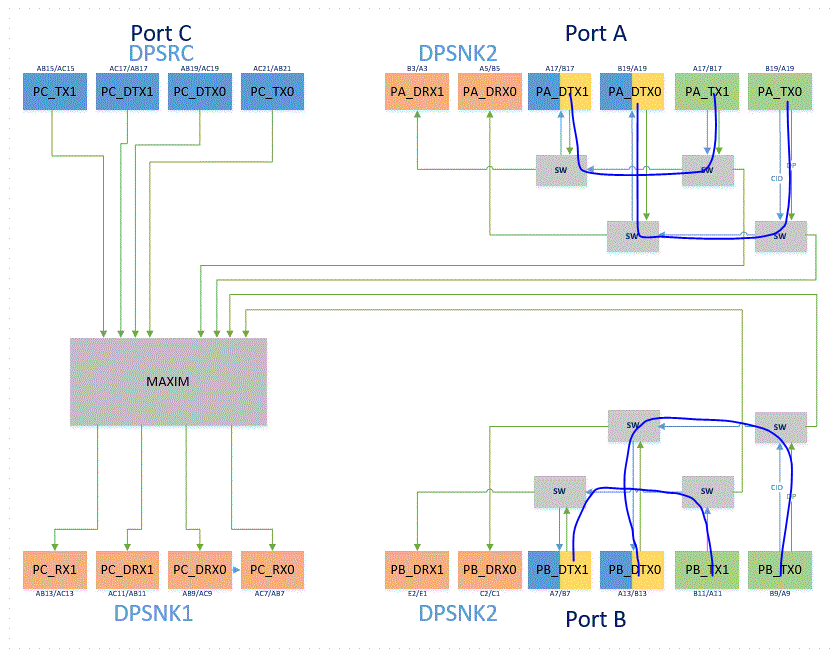 Port C
DPSRC
DPSNK2
Port A
AB15/AC15
AC17/AB17
AB19/AC19
AC21/AB21
B3/A3
A5/B5
A17/B17
B19/A19
A17/B17
B19/A19
PC_TX1
PC_DTX1
PC_DTX0
PC_TX0
PA_DRX1
PA_DRX0
PA_DTX1
PA_DTX0
PA_TX1
PA_TX0
SW
SW
DP
CID
SW
SW
MAXIM
SW
SW
SW
SW
CID
DP
PC_RX1
PC_DRX1
PC_DRX0
PC_RX0
PB_DRX1
PB_DRX0
PB_DTX1
PB_DTX0
PB_TX1
PB_TX0
AB13/AC13
AC11/AB11
AB9/AC9
AC7/AB7
E2/E1
C2/C1
A7/B7
A13/B13
B11/A11
B9/A9
DPSNK1
DPSNK2
Port B